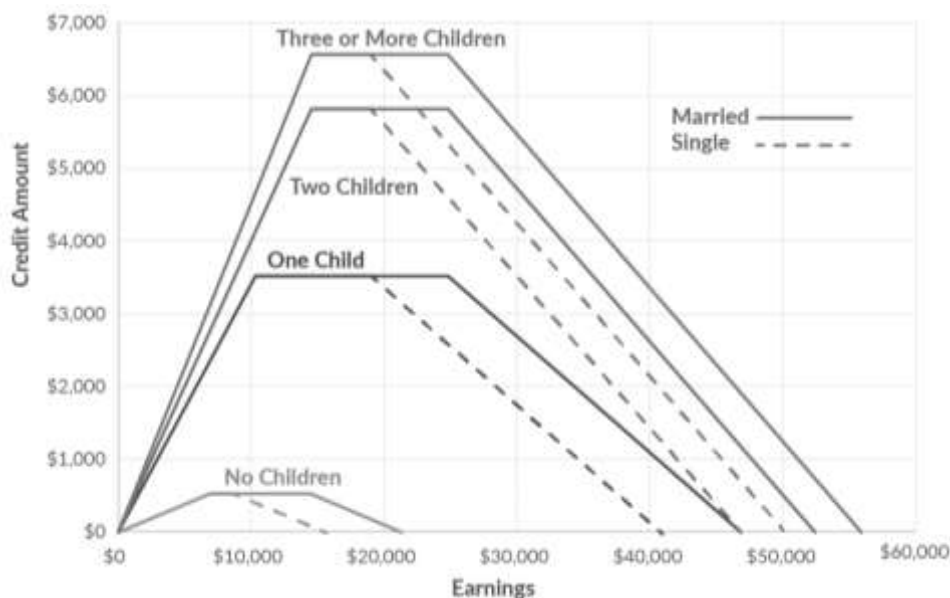 $7,000
Three or More Children
$6,000
Married
Single
$5,000
Two Children
$4,000
One Child
$3,000
$2,000
$1,000
No Children
$0
$0 $10,000 $20,000 $30,000 $40,000 $50,000 $60,000
Credit Amount
Earnings